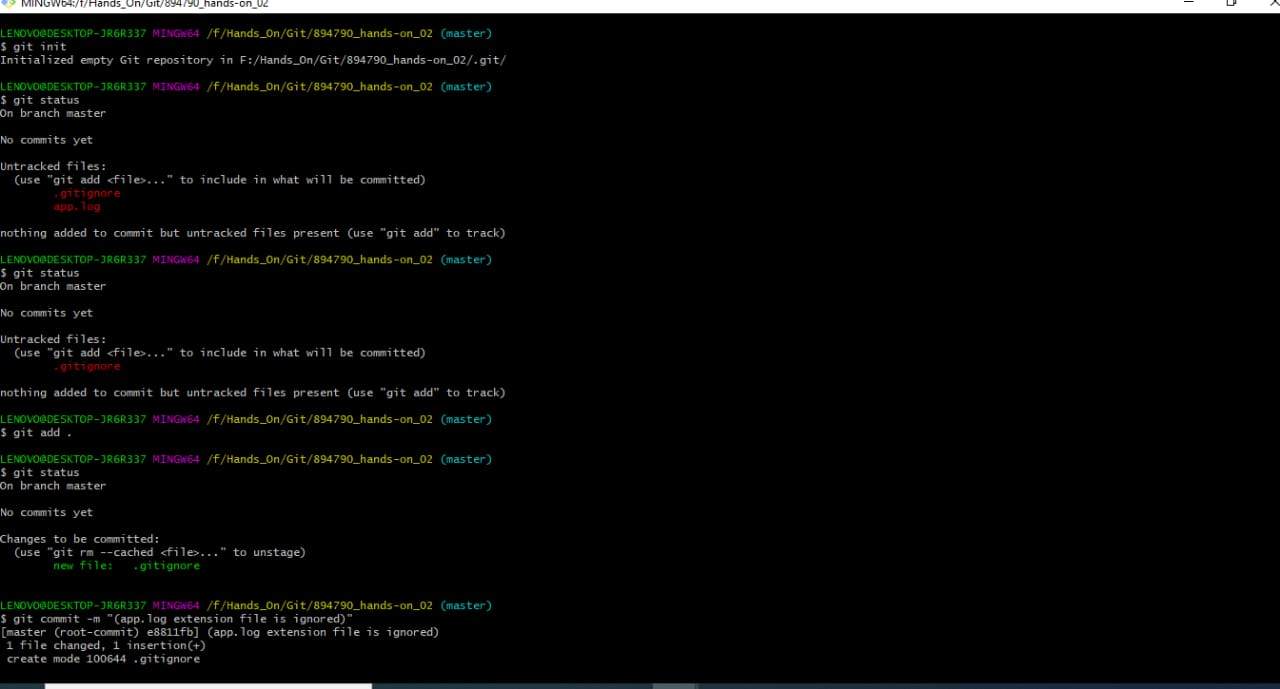 MINGW64:/f/Hands_On/Git/894790_hands-on_02
LENOVO@DESKTOP-JR6R337 MINGW64 /f/Hands_On/Git/894790_hands-on_02 (master)
$ git init
Initialized empty Git repository in F:/Hands_On/Git/894790_hands-on_02/.git/
LENOVO@DESKTOP-JR6R337 MINGW64 /f/Hands_On/Git/894790_hands-on_02 (master)
$ git status
On branch master
No commits yet
Untracked files:
(use "git add <file>..." to include in what will be committed)
.gitignore
app.log
nothing added to commit but untracked files present (use "git add" to track)
LENOVO@DESKTOP-JR6R337 MINGW64 /f/Hands_On/Git/894790_hands-on_02 (master)
$ git status
On branch master
No commits yet
Untracked files:
(use "git add <file>..." to include in what will be committed)
.gitignore
nothing added to commit but untracked files present (use "git add" to track)
LENOVO@DESKTOP-JR6R337 MINGW64 /f/Hands_On/Git/894790_hands-on_02 (master)
$ git add .
LENOVO@DESKTOP-JR6R337 MINGW64 /f/Hands_On/Git/894790_hands-on_02 (master)
$ git status
On branch master
No commits yet
Changes to be committed:
(use "git rm --cached <file>..." to unstage)
new file:   .gitignore
LENOVO@DESKTOP-JR6R337 MINGW64 /f/Hands_On/Git/894790_hands-on_02 (master)
$ git commit -m "(app.log extension file is ignored)"
[master (root-commit) e8811fb] (app.log extension file is ignored)
1 file changed, 1 insertion(+)
create mode 100644 .gitignore